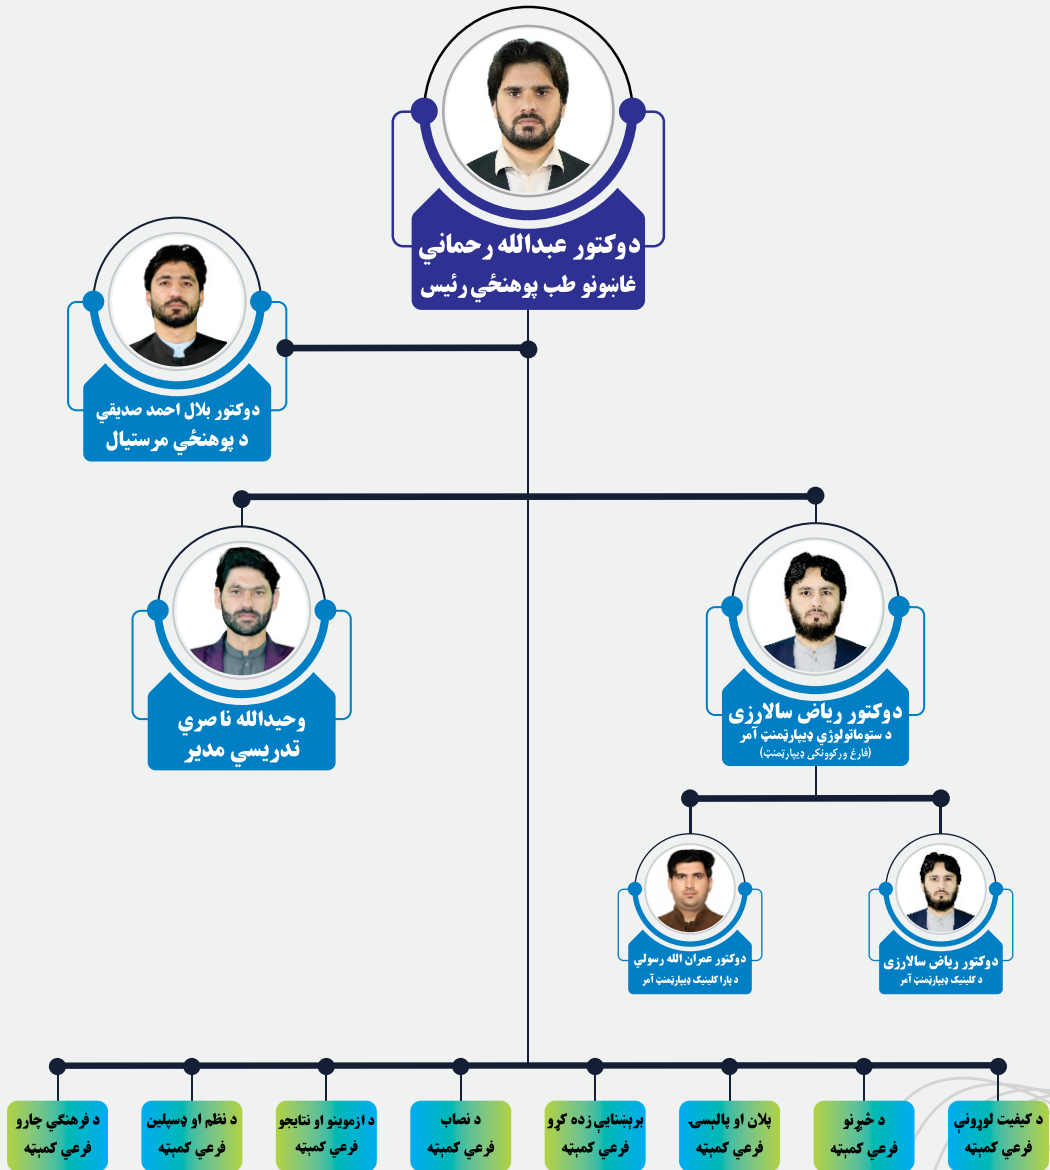 دوکتور عبدالله رحماني
غاښونو طب پوهنځي رئیس
دوکتور بلال احمد صدیقي
د پوهنځي مرستیال
دوکتور ریاض سالارزی
د ستوماتولوژي ډیپارټمنټ آمر
(فارغ ورکوونکی ډیپارټمنټ)
وحیدالله ناصري
تدریسي مدیر
دوکتور ریاض سالارزی
د کلینیک ډیپارټمنټ آمر
دوکتور عمران الله رسولي
د پارا کلینیک ډیپارټمنټ آمر
د کیفیت لوړوني
فرعي کمېټه
د څېړنو
فرعي کمېټه
پلان او پالیسۍ
فرعي کمېټه
برېښنایي زده کړو
فرعي کمېټه
د نصاب
فرعي کمېټه
د ازموینو او نتایجو
فرعي کمېټه
د نظم او ډسپلین
فرعي کمېټه
د فرهنګي چارو
فرعي کمېټه